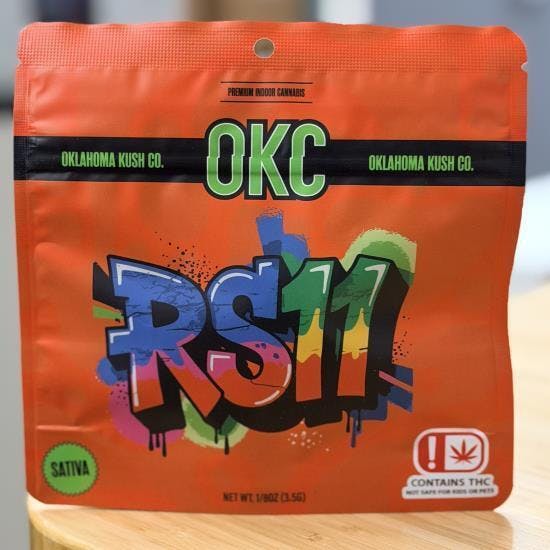 PREMIUM INDOOR CANNABIS
OKLAHOMA KUSH CO.
OKC
OKLAHOMA KUSH CO.
RS11
SATIVA
!
CONTAINS THC
NOT SAFE FOR KIDS OR PETS
NET WT. 1/8OZ (3.5G)